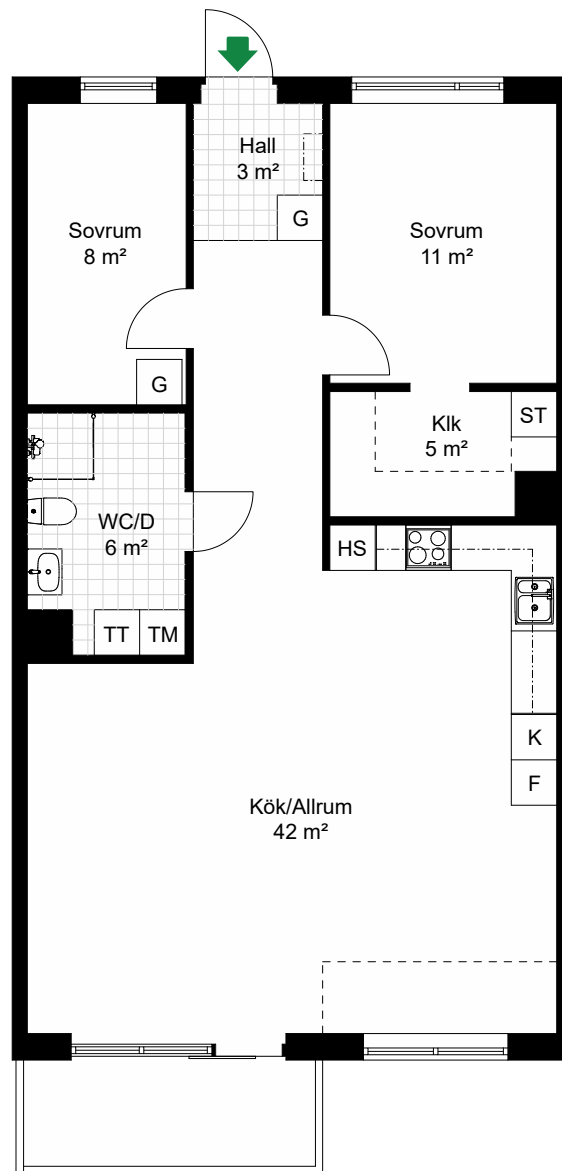 Hall
3 m²
G
Sovrum
8 m²
Sovrum
11 m²
G
Klk
5 m²
ST
WC/D
6 m²
HS
TT
TM
K
F
Kök/Allrum
42 m²